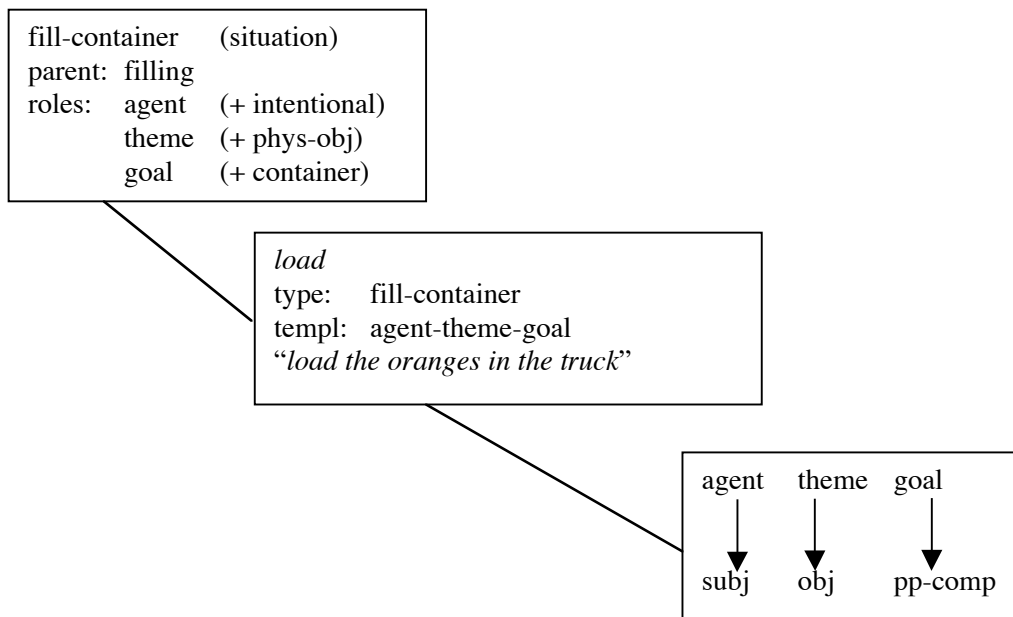 fill-container (situation)
parent: filling
roles: agent (+ intentional)
theme (+ phys-obj)
goal (+ container)
load
type: fill-container
templ: agent-theme-goal
“load the oranges in the truck”
agent theme goal
subj obj pp-comp